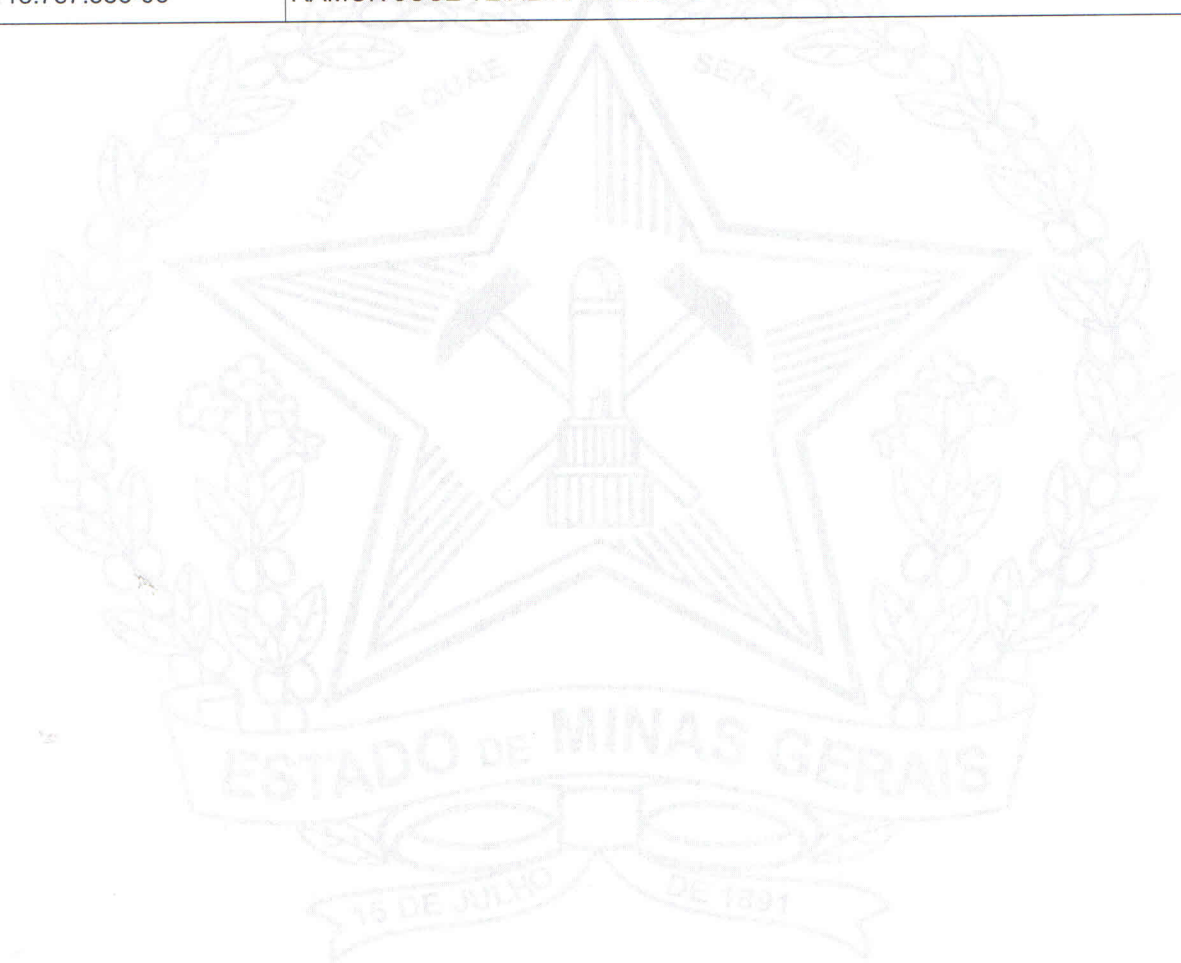 LIBERTAS QUAE SERA TAMEN
ESTADO DE MINAS GERAIS
15 DE JULHO DE 1891